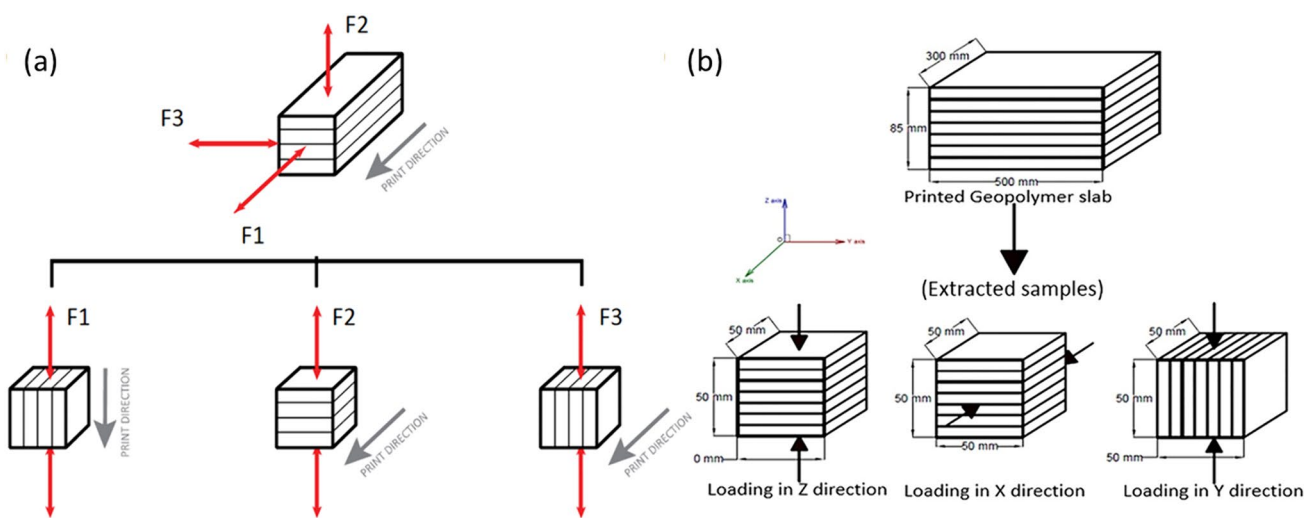 (a)
F2
F3
PRINT DIRECTION
F1
F1
PRINT DIRECTION
F2
PRINT DIRECTION
F3
PRINT DIRECTION
(b)
300 mm
85 mm
500 mm
Printed Geopolymer slab
Z axis
O
Y axis
X axis
(Extracted samples)
50 mm
50 mm
0 mm
Loading in Z direction
50 mm
50 mm
50 mm
Loading in X direction
50 mm
50 mm
50 mm
Loading in Y direction